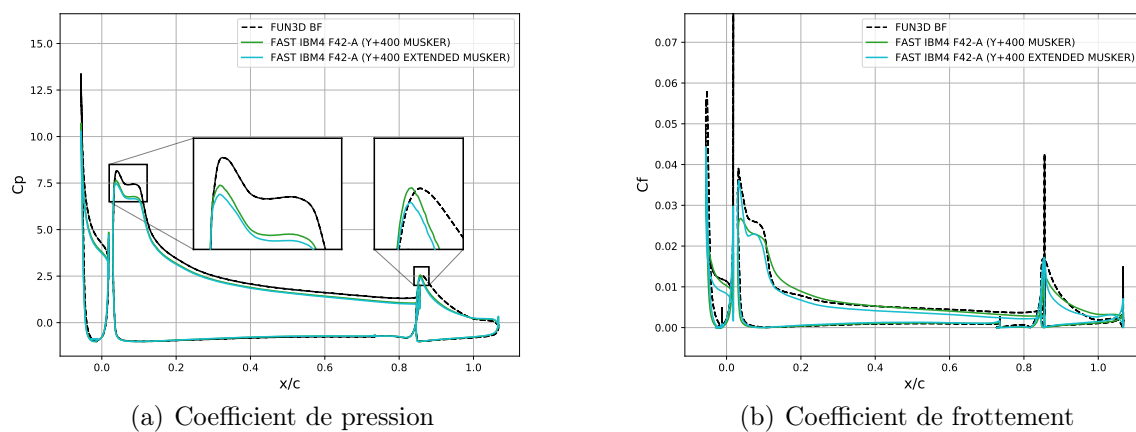 FUN3D BF
FAST IBM4 F42-A (Y+400 MUSKER)
FAST IBM4 F42-A (Y+400 EXTENDED MUSKER)
15.0
12.5
10.0
7.5
5.0
2.5
0.0
Cp
0.0
0.2
0.4
0.6
0.8
1.0
x/c
(a) Coefficient de pression
FUN3D BF
FAST IBM4 F42-A (Y+400 MUSKER)
FAST IBM4 F42-A (Y+400 EXTENDED MUSKER)
0.07
0.06
0.05
0.04
0.03
0.02
0.01
0.00
Cf
0.0
0.2
0.4
0.6
0.8
1.0
x/c
(b) Coefficient de frottement